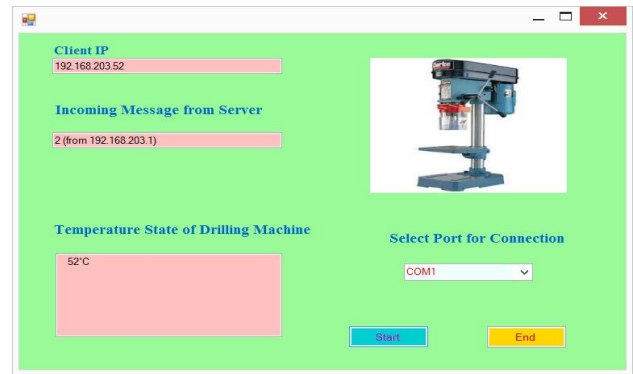 Client IP
192.168.203.52
Incoming Message from Server
2 (from 192.168.203.1)
Temperature State of Drilling Machine
52°C
Select Port for Connection
COM1
Start
End